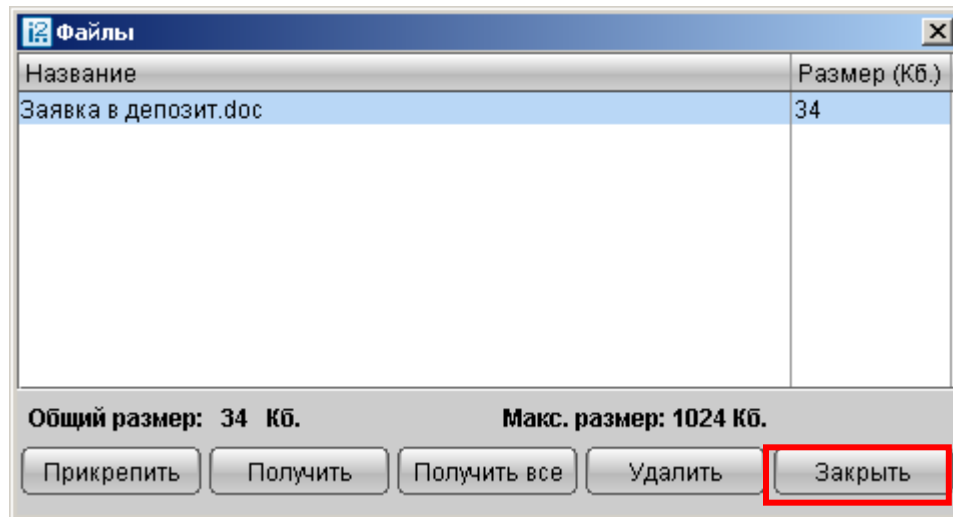 Файлы
Название Размер (Кб.)
Заявка в депозит.doc 34
Общий размер: 34 Кб. Макс. размер: 1024 Кб.
Прикрепить Получить Получить все Удалить Закрыть